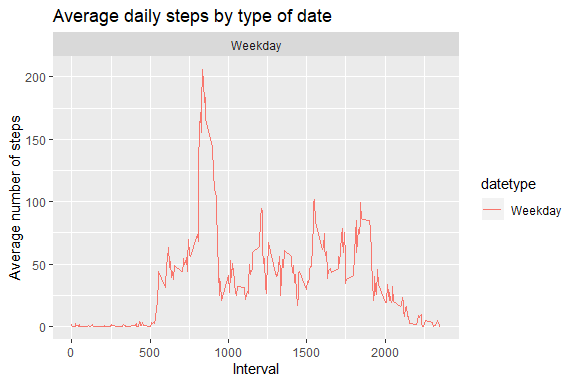 Average daily steps by type of date
Weekday
200
150
100
50
0
Average number of steps
0 500 1000 1500 2000
Interval
datetype
Weekday